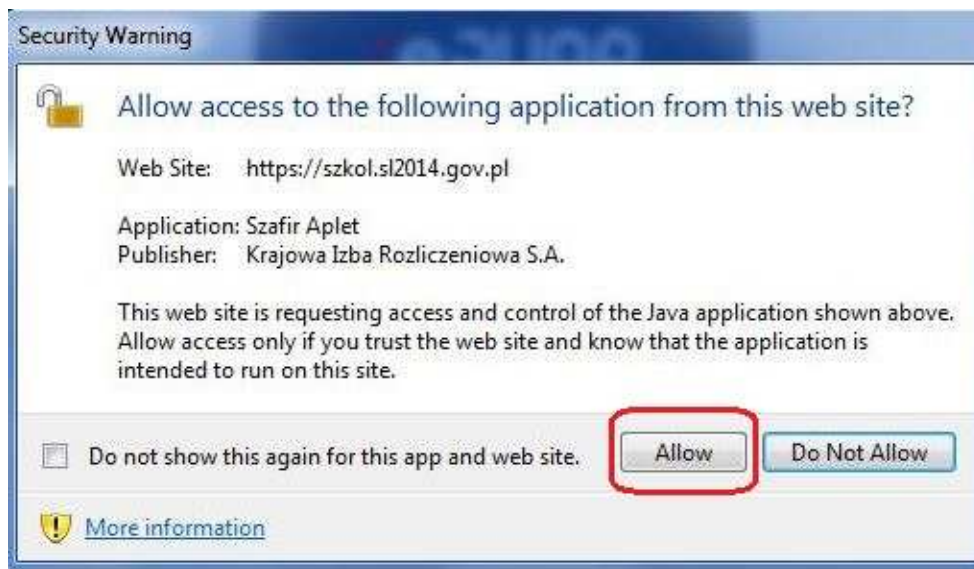 Security Warning
Allow access to the following application from this web site?
Web Site: https://szkol.sl2014.gov.pl
Application: Szafir Aplet
Publisher: Krajowa Izba Rozliczeniowa S.A.
This web site is requesting access and control of the Java application shown above.
Allow access only if you trust the web site and know that the application is
intended to run on this site.
Do not show this again for this app and web site.
Allow
Do Not Allow
More information